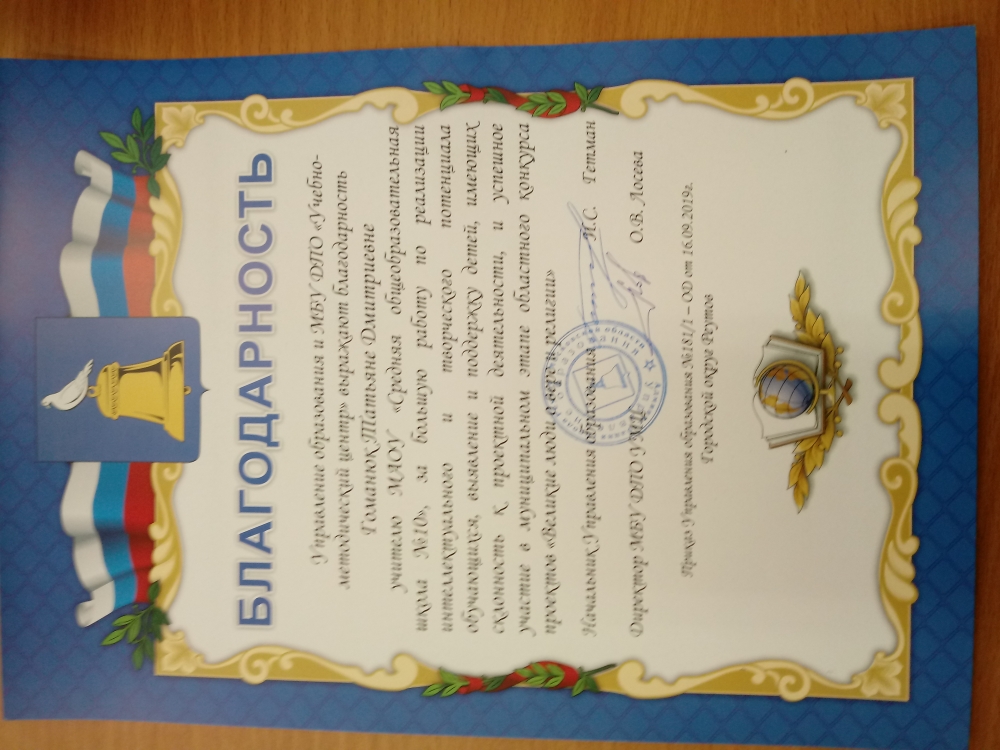 БЛАГОДАРНОСТЬ
Управление образования и МБУ ДПО «Учебно-
методический центр» выражают благодарность
Гоманюк Татьяне Дмитриевне
учителю МАОУ «Средняя общеобразовательная
школа №10», за большую работу по реализации
интеллектуального и творческого потенциала
обучающихся, выявление и поддержку детей, имеющих
склонность к проектной деятельности, и успешное
участие в муниципальном этапе областного конкурса
проектов «Великие люди о вере и религии»
Начальник Управления образования И.С. Гетман
Директор МБУ ДПО УМЦ О.В. Лосева
Приказ Управления образования №181/1 – ОД от 16.09.2019г.
Городской округ Реутов